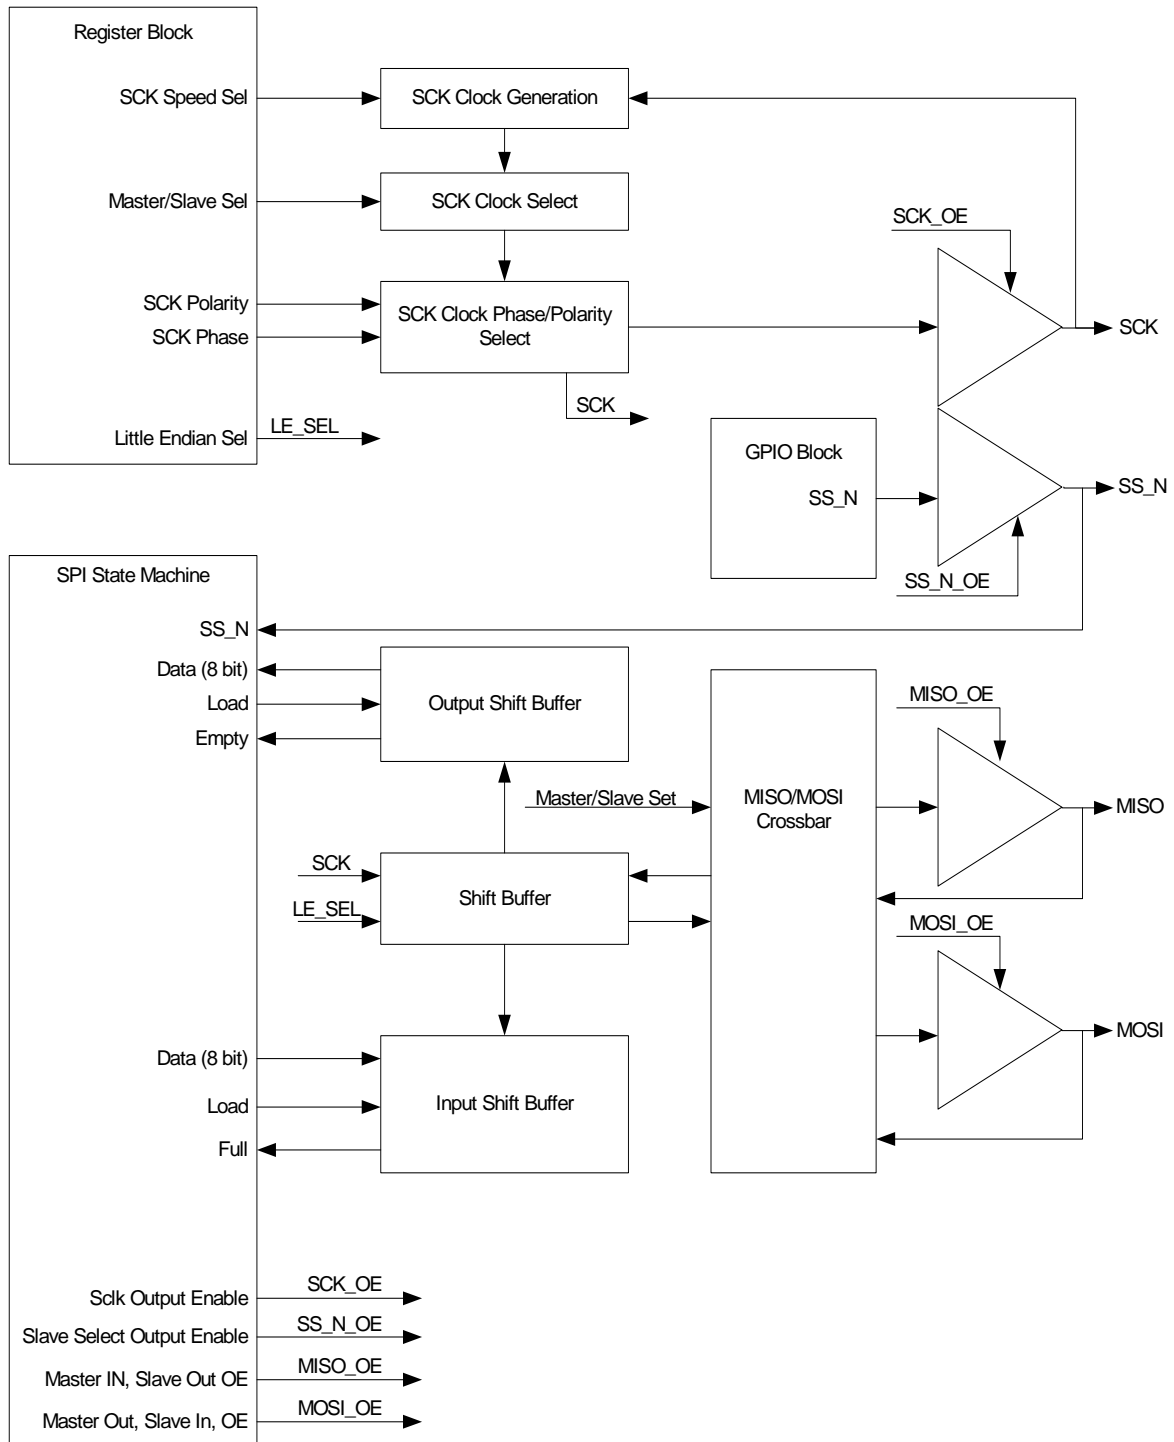 Register Block
SCK Speed Sel
SCK Clock Generation
Master/Slave Sel
SCK Clock Select
SCK_OE
SCK Polarity
SCK Phase
SCK Clock Phase/Polarity
Select
SCK
SCK
Little Endian Sel
LE_SEL
GPIO Block
SS_N
SS_N
SS_N_OE
SPI State Machine
SS_N
Data (8 bit)
Load
Empty
Output Shift Buffer
MISO_OE
Master/Slave Set
MISO/MOSI
Crossbar
MISO
SCK
LE_SEL
Shift Buffer
MOSI_OE
MOSI
Data (8 bit)
Load
Full
Input Shift Buffer
Sclk Output Enable
SCK_OE
Slave Select Output Enable
SS_N_OE
Master IN, Slave Out OE
MISO_OE
Master Out, Slave In, OE
MOSI_OE